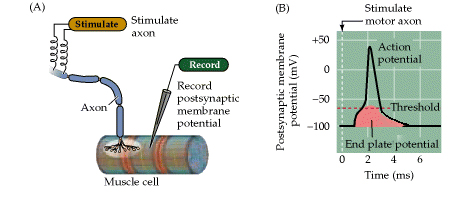 (A)
Stimulate
Stimulate
axon
Record
Record
postsynaptic
membrane
potential
Axon
Muscle cell
(B)
Stimulate
motor axon
Postsynaptic membrane
potential (mV)
+50
0
−50
−100
Action
potential
Threshold
End plate potential
0 2 4 6
Time (ms)